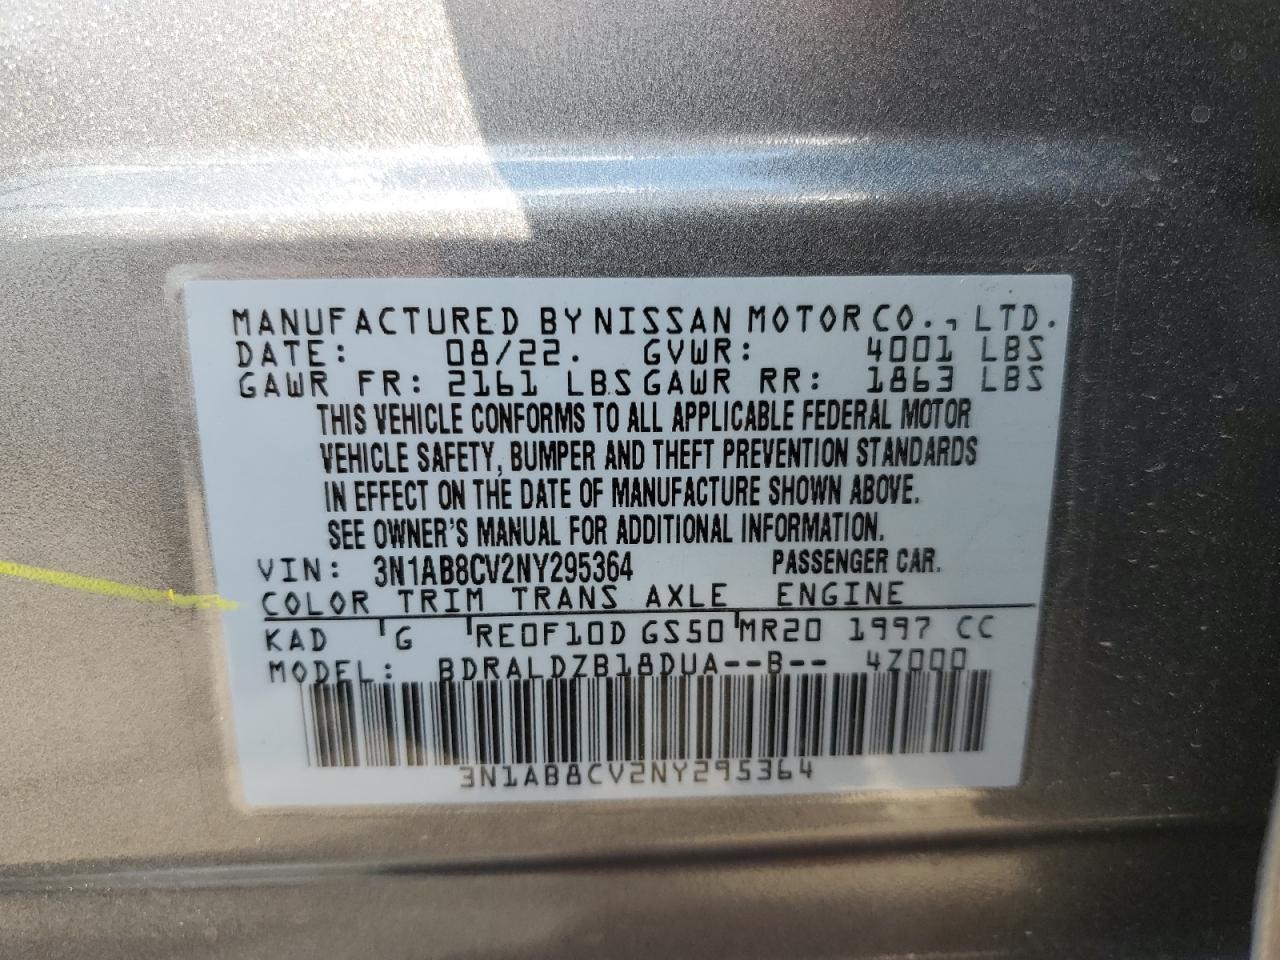 MANUFACTURED BY NISSAN MOTOR CO., LTD.
DATE: 08/22. GVWR: 4001 LBS
GAWR FR: 2161 LBS GAWR RR: 1863 LBS
THIS VEHICLE CONFORMS TO ALL APPLICABLE FEDERAL MOTOR
VEHICLE SAFETY, BUMPER AND THEFT PREVENTION STANDARDS
IN EFFECT ON THE DATE OF MANUFACTURE SHOWN ABOVE.
SEE OWNER'S MANUAL FOR ADDITIONAL INFORMATION.
VIN: 3N1AB8CV2NY295364 PASSENGER CAR.
COLOR TRIM TRANS AXLE ENGINE
KAD G RE0F10D GS50 MR20 1997 CC
MODEL: BDRALDZB18DUA--B-- 4Z000
3N1AB8CV2NY295364